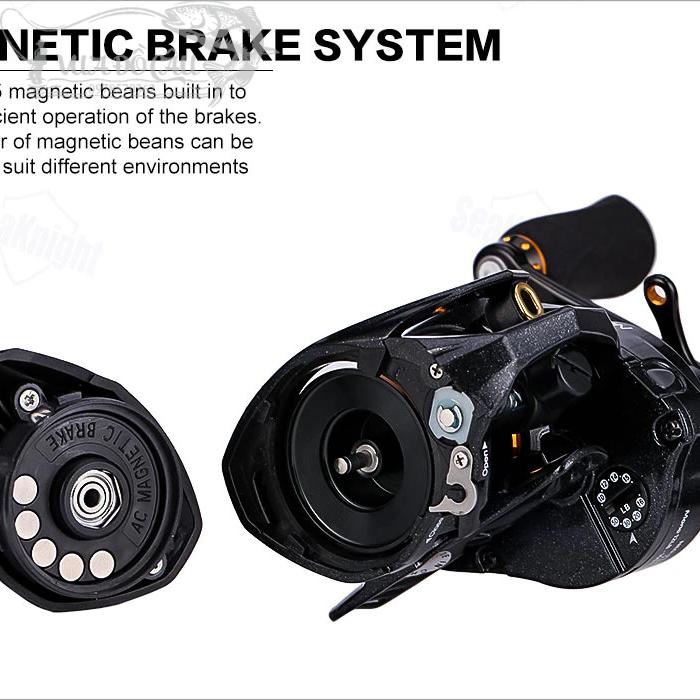 NETIC BRAKE SYSTEM
5 magnetic beans built in to
cient operation of the brakes.
r of magnetic beans can be
suit different environments
SeaKnight
AC MAGNETIC BRAKE
Open
LB